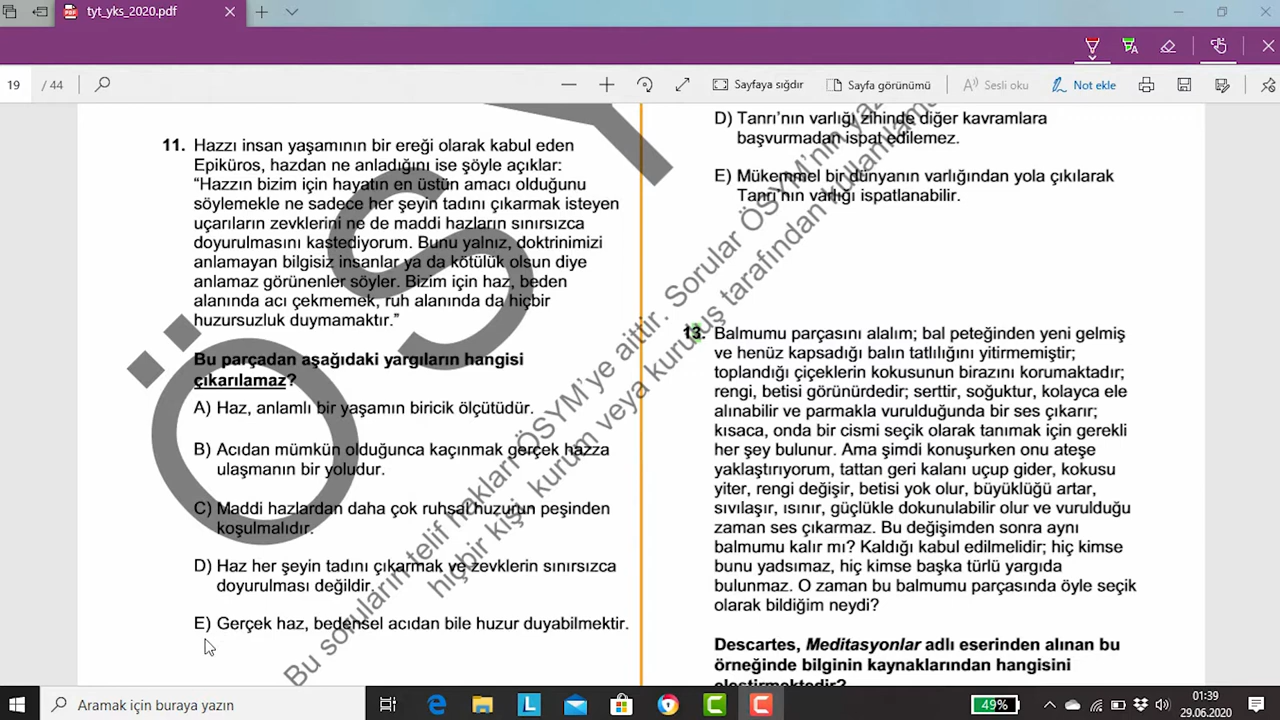 tyt_yks_2020.pdf
19 / 44
Sayfaya sığdır
Sayfa görünümü
Sesli oku
Not ekle
11. Hazzı insan yaşamının bir ereği olarak kabul eden
Epiküros, hazdan ne anladığını ise şöyle açıklar:
“Hazzın bizim için hayatın en üstün amacı olduğunu
söylemekle ne sadece her şeyin tadını çıkarmak isteyen
uçarıların zevklerini ne de maddi hazların sınırsızca
doyurulmasını kastediyorum. Bunu yalnız, doktrinimizi
anlamayan bilgisiz insanlar ya da kötülük olsun diye
anlamaz görünenler söyler. Bizim için haz, beden
alanında acı çekmemek, ruh alanında da hiçbir
huzursuzluk duymamaktır.”
Bu parçadan aşağıdaki yargıların hangisi
çıkarılamaz?
A) Haz, anlamlı bir yaşamın biricik ölçütüdür.
B) Acıdan mümkün olduğunca kaçınmak gerçek hazza
ulaşmanın bir yoludur.
C) Maddi hazlardan daha çok ruhsal huzurun peşinden
koşulmalıdır.
D) Haz her şeyin tadını çıkarmak ve zevklerin sınırsızca
doyurulması değildir.
E) Gerçek haz, bedensel acıdan bile huzur duyabilmektir.
D) Tanrı’nın varlığı zihinde diğer kavramlara
başvurmadan ispat edilemez.
E) Mükemmel bir dünyanın varlığından yola çıkılarak
Tanrı’nın varlığı ispatlanabilir.
13. Balmumu parçasını alalım; bal peteğinden yeni gelmiş
ve henüz kapsadığı balın tatlılığını yitirmemiştir;
toplandığı çiçeklerin kokusunun birazını korumaktadır;
rengi, betisi görünürdedir; serttir, soğuktur, kolayca ele
alınabilir ve parmakla vurulduğunda bir ses çıkarır;
kısaca, onda bir cismi seçik olarak tanımak için gerekli
her şey bulunur. Ama şimdi konuşurken onu ateşe
yaklaştırıyorum, tattan geri kalanı uçup gider, kokusu
yiter, rengi değişir, betisi yok olur, büyüklüğü artar,
sıvılaşır, ısınır, güçlükle dokunulabilir olur ve vurulduğu
zaman ses çıkarmaz. Bu değişimden sonra aynı
balmumu kalır mı? Kaldığı kabul edilmelidir; hiç kimse
bunu yadsımaz, hiç kimse başka türlü yargıda
bulunmaz. O zaman bu balmumu parçasında öyle seçik
olarak bildiğim neydi?
Descartes, Meditasyonlar adlı eserinden alınan bu
örneğinde bilginin kaynaklarından hangisini
eleştirmektedir?
ÖSY
Bu soruların telif hakları ÖSYM’ye aittir. Sorular ÖSYM’nin
hiçbir kişi, kurum veya kuruluş tarafından
Aramak için buraya yazın
49%
01:39
29.06.2020